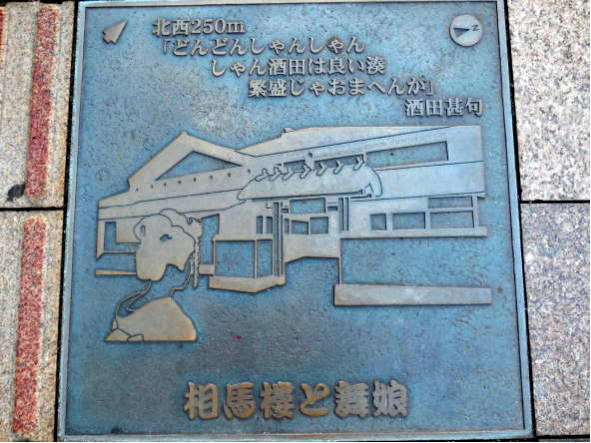 北西250m
「どんどんしゃんしゃん
しゃん酒田は良い湊
繁盛じゃおまへんが」
酒田甚句
N
相馬樓と舞娘